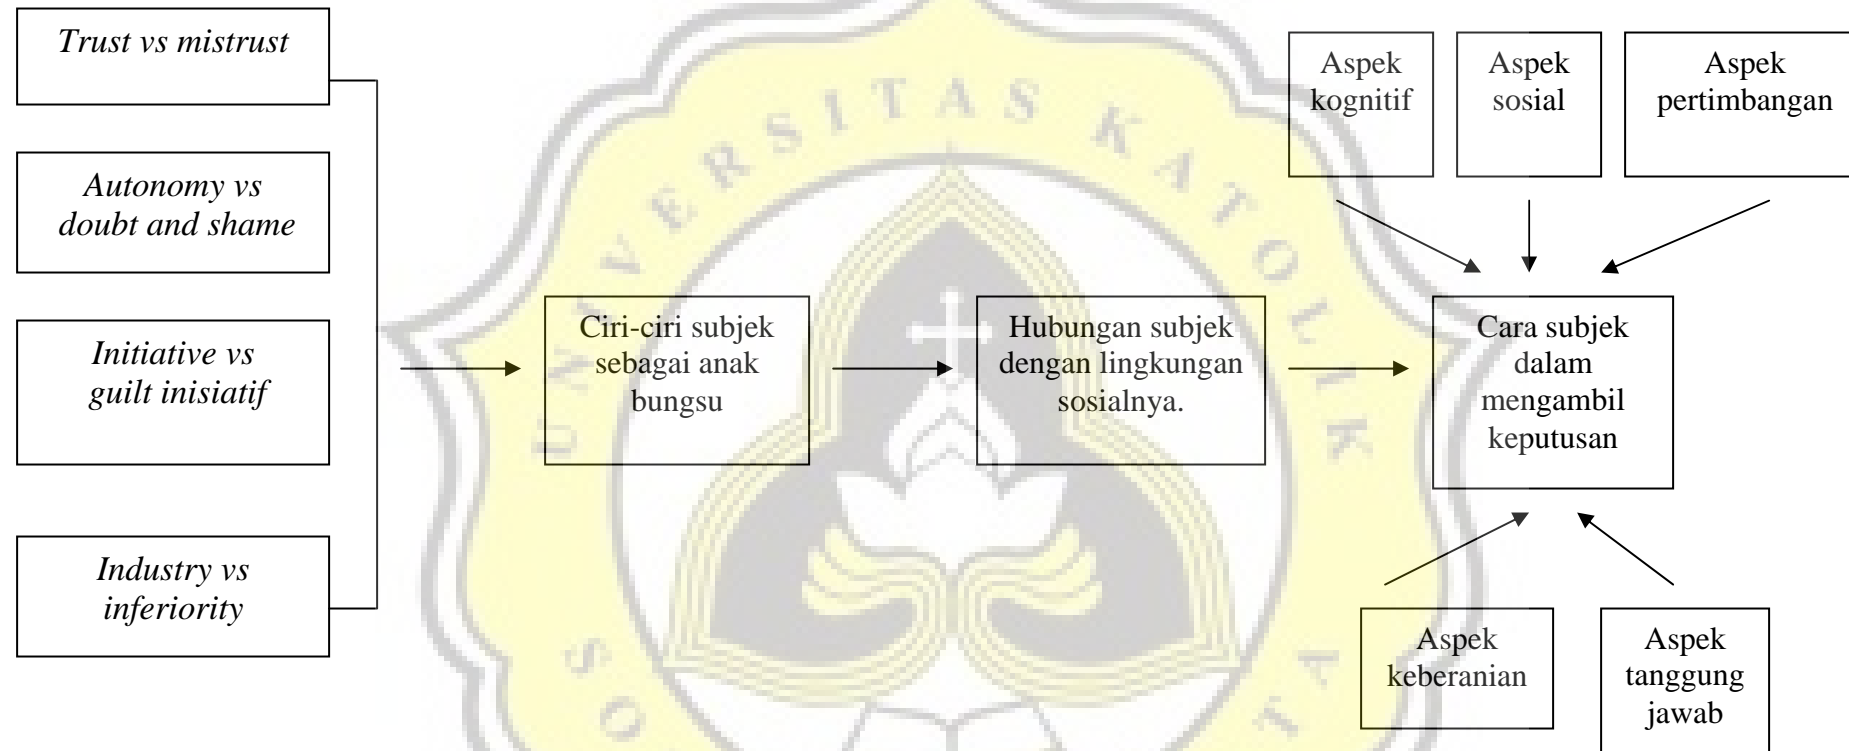 Trust vs mistrust
Autonomy vs
doubt and shame
Initiative vs
guilt inisiatif
Industry vs
inferiority
Ciri-ciri subjek
sebagai anak
bungsu
Hubungan subjek
dengan lingkungan
sosialnya.
Aspek
kognitif
Aspek
sosial
Aspek
pertimbangan
Cara subjek
dalam
mengambil
keputusan
Aspek
keberanian
Aspek
tanggung
jawab
UNIVERSITAS KATOLIK